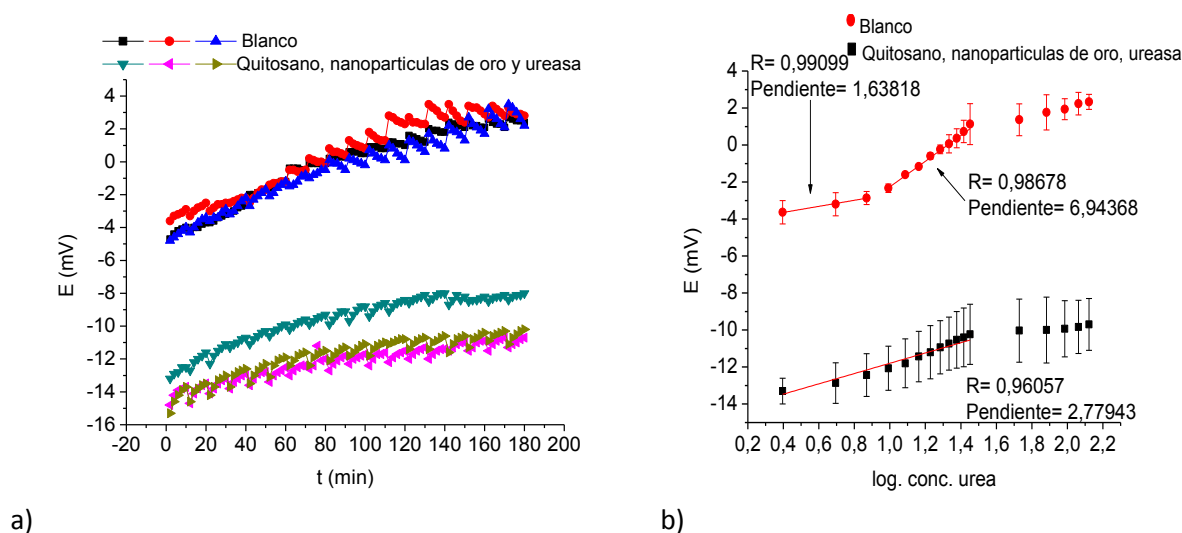 Blanco
Quitosano, nanoparticulas de oro y ureasa
4
2
0
-2
-4
-6
-8
-10
-12
-14
-16
E (mV)
-20 0 20 40 60 80 100 120 140 160 180 200
t (min)
a)
Blanco
Quitosano, nanoparticulas de oro, ureasa
R= 0,99099
Pendiente= 1,63818
R= 0,98678
Pendiente= 6,94368
R= 0,96057
Pendiente= 2,77943
4
2
0
-2
-4
-6
-8
-10
-12
-14
E (mV)
0,2 0,4 0,6 0,8 1,0 1,2 1,4 1,6 1,8 2,0 2,2
log. conc. urea
b)